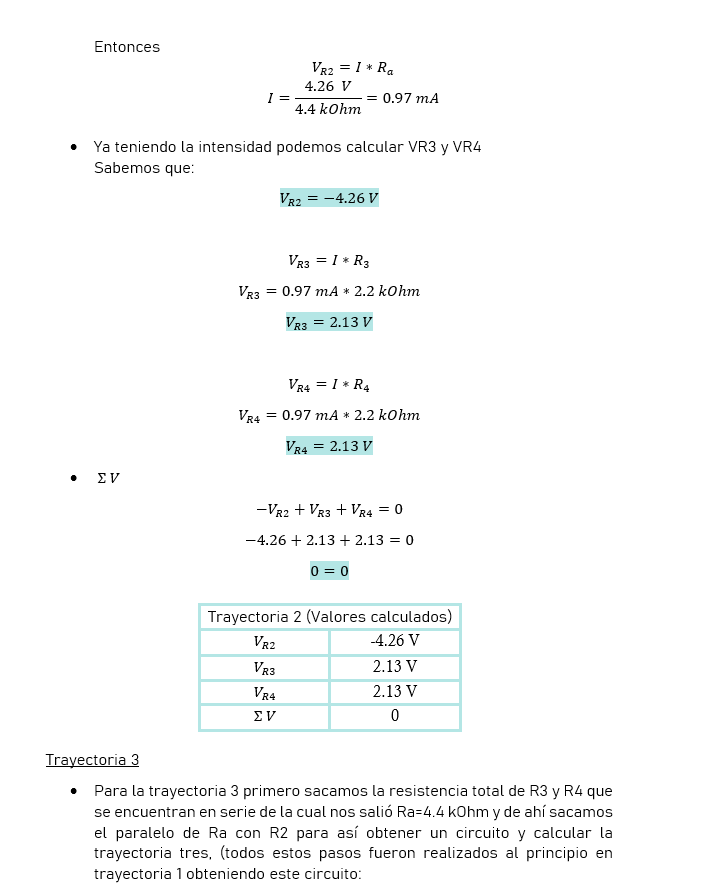 Entonces
V_{R2} = I * R_a
I = \frac{4.26 V}{4.4 kOhm} = 0.97 mA
• Ya teniendo la intensidad podemos calcular VR3 y VR4
Sabemos que:
V_{R2} = −4.26 V
V_{R3} = I * R_3
V_{R3} = 0.97 mA * 2.2 kOhm
V_{R3} = 2.13 V
V_{R4} = I * R_4
V_{R4} = 0.97 mA * 2.2 kOhm
V_{R4} = 2.13 V
• Σ V
−V_{R2} + V_{R3} + V_{R4} = 0
−4.26 + 2.13 + 2.13 = 0
0 = 0
Trayectoria 2 (Valores calculados)
V_{R2} -4.26 V
V_{R3} 2.13 V
V_{R4} 2.13 V
Σ V 0
Trayectoria 3
• Para la trayectoria 3 primero sacamos la resistencia total de R3 y R4 que
se encuentran en serie de la cual nos salió Ra=4.4 kOhm y de ahí sacamos
el paralelo de Ra con R2 para así obtener un circuito y calcular la
trayectoria tres, (todos estos pasos fueron realizados al principio en
trayectoria 1 obteniendo este circuito: